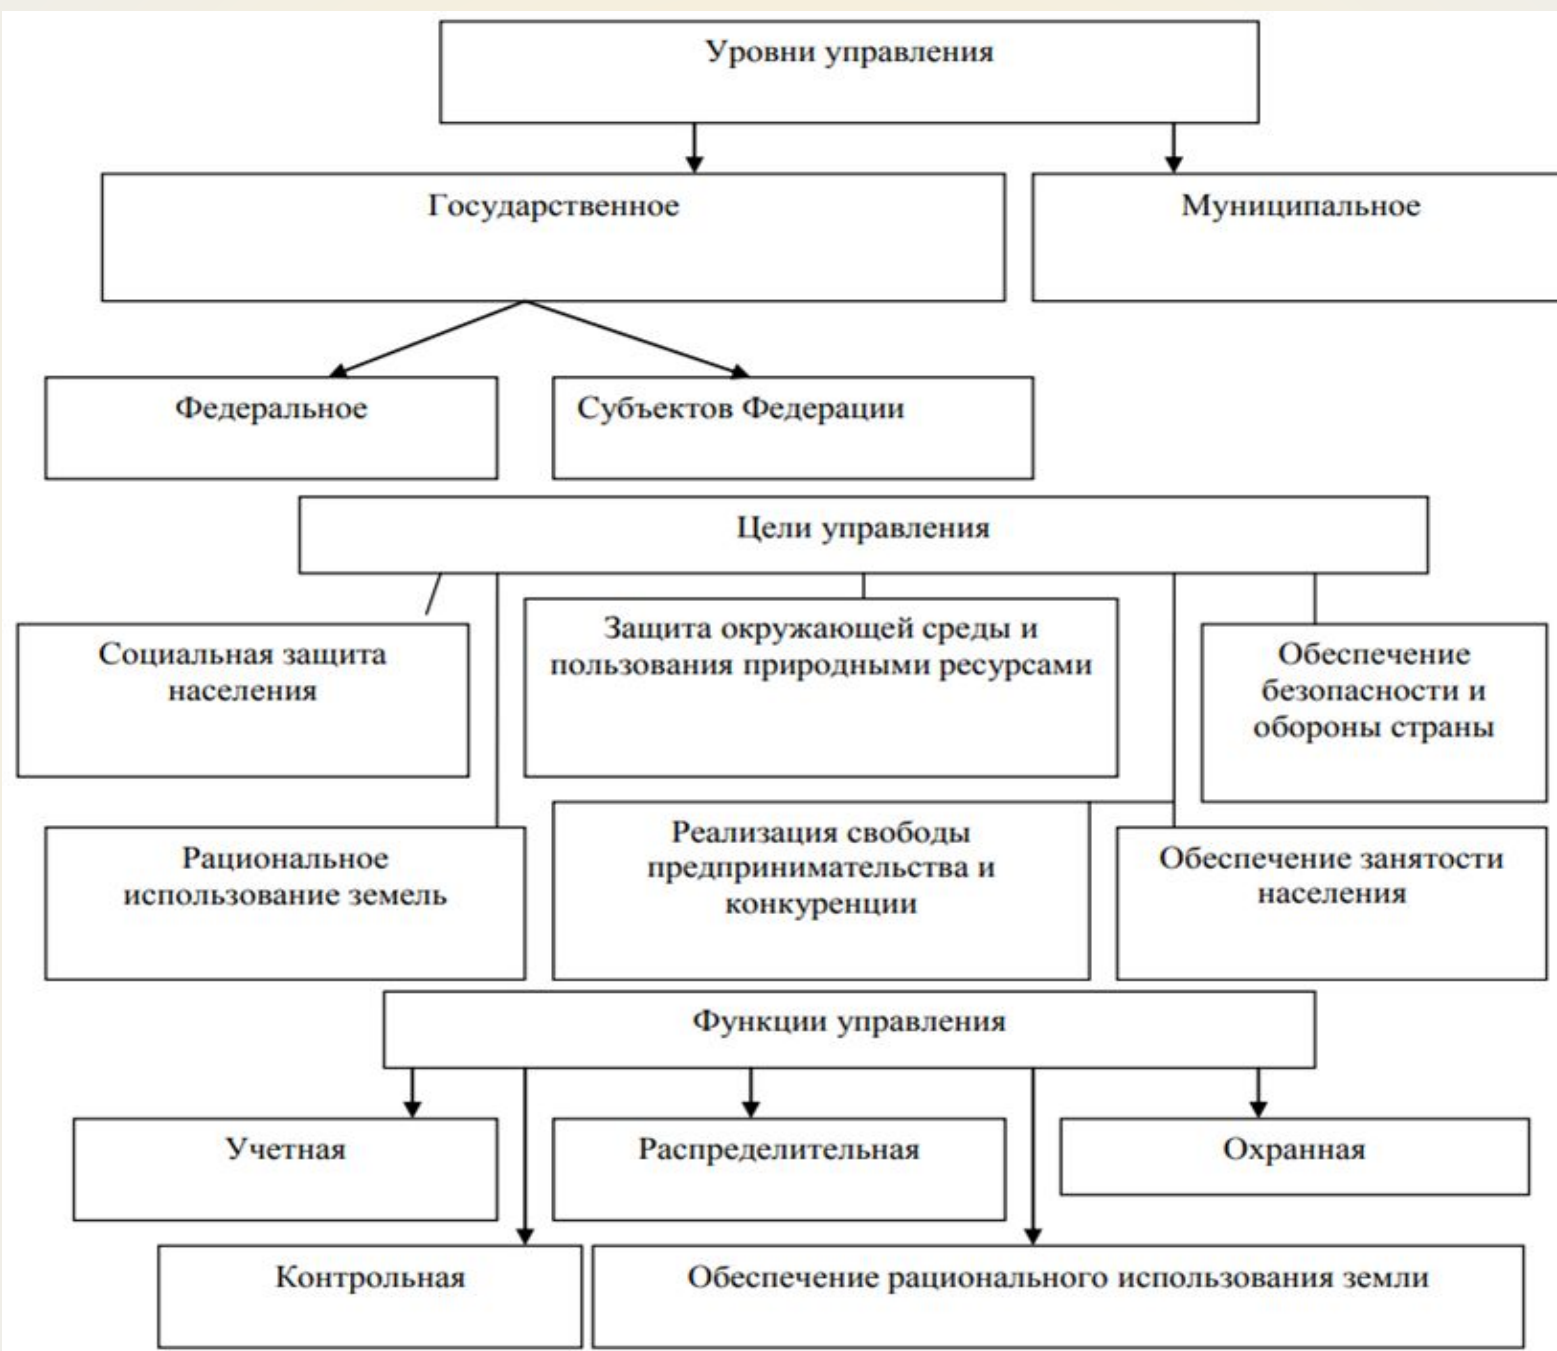 Уровни управления
Государственное
Муниципальное
Федеральное
Субъектов Федерации
Цели управления
Социальная защита
населения
Защита окружающей среды и
пользования природными ресурсами
Обеспечение
безопасности и
обороны страны
Рациональное
использование земель
Реализация свободы
предпринимательства и
конкуренции
Обеспечение занятости
населения
Функции управления
Учетная
Распределительная
Охранная
Контрольная
Обеспечение рационального использования земли